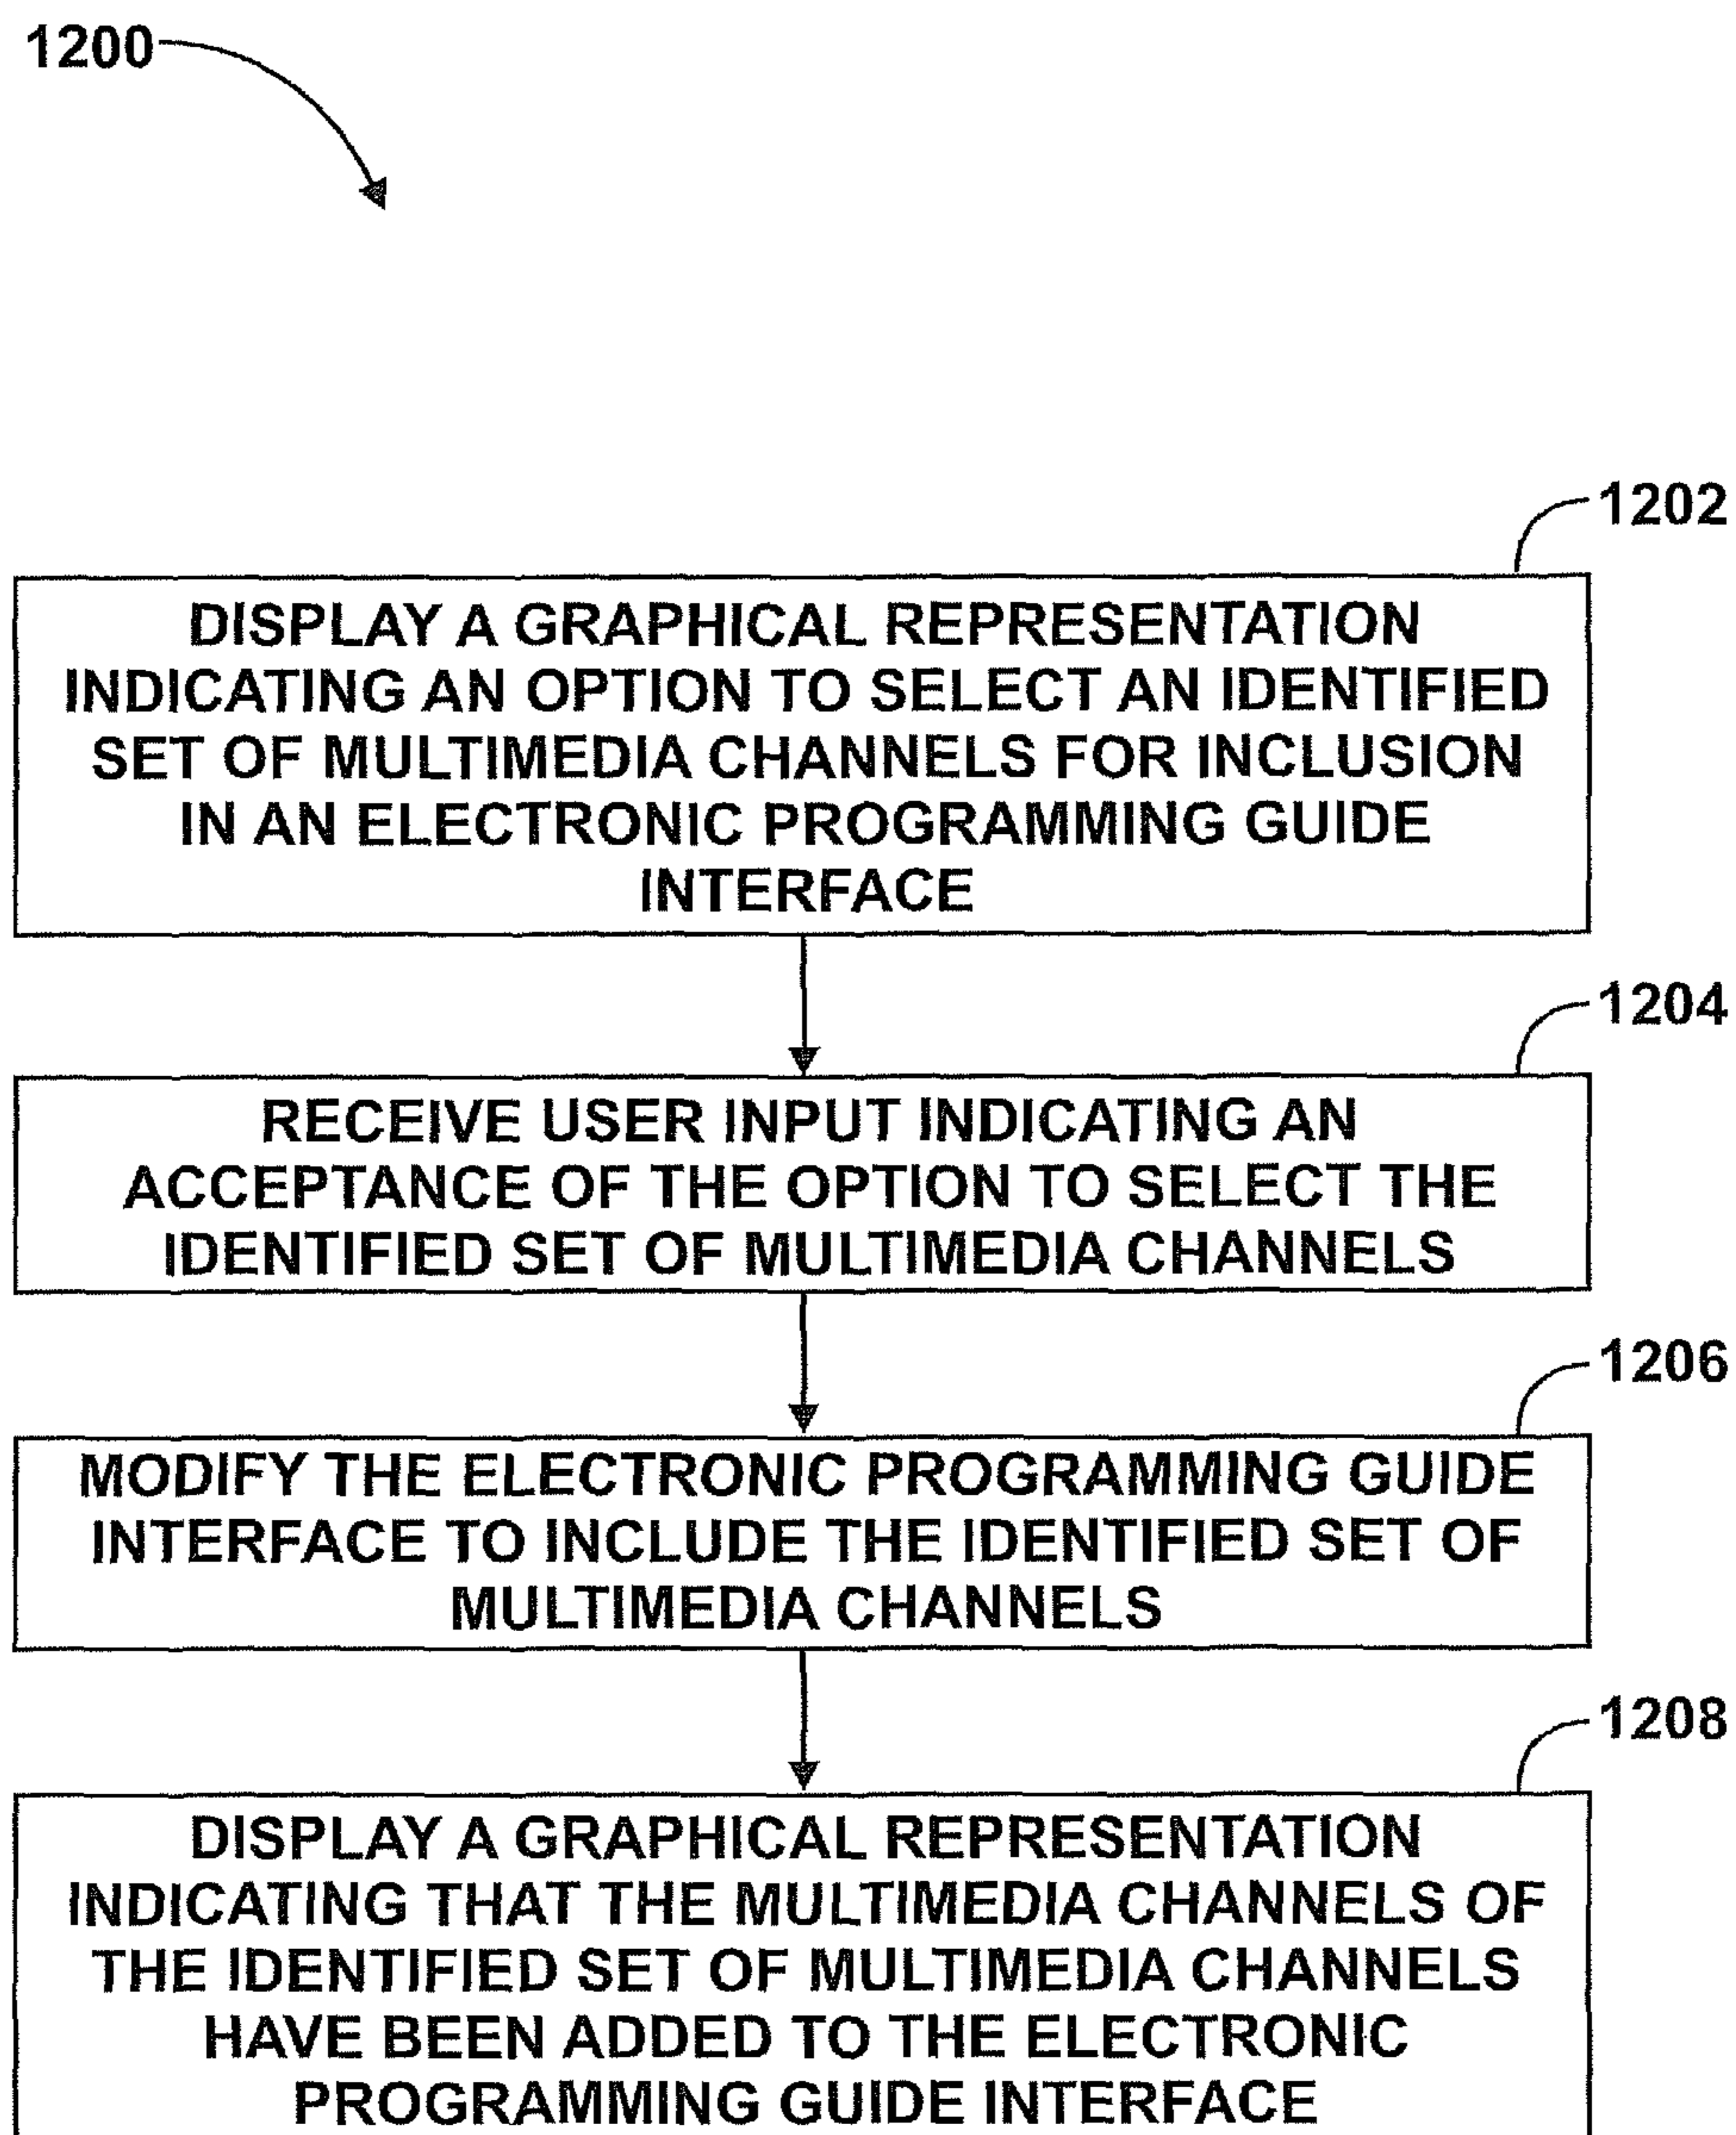 1200
1202
DISPLAY A GRAPHICAL REPRESENTATION
INDICATING AN OPTION TO SELECT AN IDENTIFIED
SET OF MULTIMEDIA CHANNELS FOR INCLUSION
IN AN ELECTRONIC PROGRAMMING GUIDE
INTERFACE
1204
RECEIVE USER INPUT INDICATING AN
ACCEPTANCE OF THE OPTION TO SELECT THE
IDENTIFIED SET OF MULTIMEDIA CHANNELS
1206
MODIFY THE ELECTRONIC PROGRAMMING GUIDE
INTERFACE TO INCLUDE THE IDENTIFIED SET OF
MULTIMEDIA CHANNELS
1208
DISPLAY A GRAPHICAL REPRESENTATION
INDICATING THAT THE MULTIMEDIA CHANNELS OF
THE IDENTIFIED SET OF MULTIMEDIA CHANNELS
HAVE BEEN ADDED TO THE ELECTRONIC
PROGRAMMING GUIDE INTERFACE